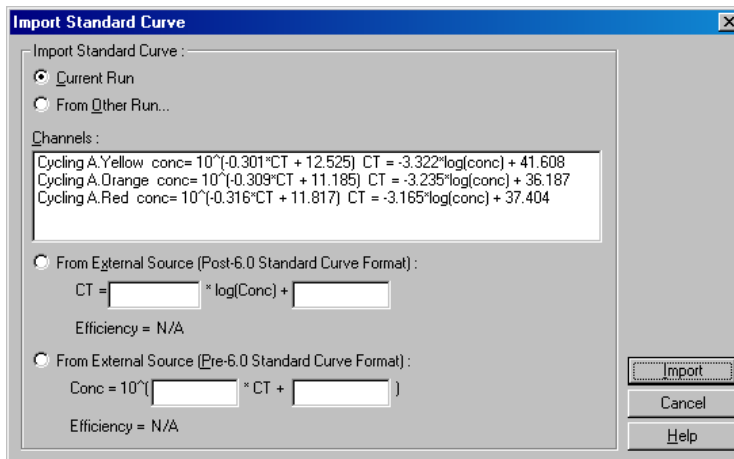 Import Standard Curve
Import Standard Curve :
Current Run
From Other Run...
Channels :
Cycling A.Yellow conc= 10^(-0.301*CT + 12.525) CT = -3.322*log(conc) + 41.608
Cycling A.Orange conc= 10^(-0.309*CT + 11.185) CT = -3.235*log(conc) + 36.187
Cycling A.Red conc= 10^(-0.316*CT + 11.817) CT = -3.165*log(conc) + 37.404
From External Source (Post-6.0 Standard Curve Format) :
CT = * log(Conc) +
Efficiency = N/A
From External Source (Pre-6.0 Standard Curve Format) :
Conc = 10^( * CT + )
Efficiency = N/A
Import
Cancel
Help